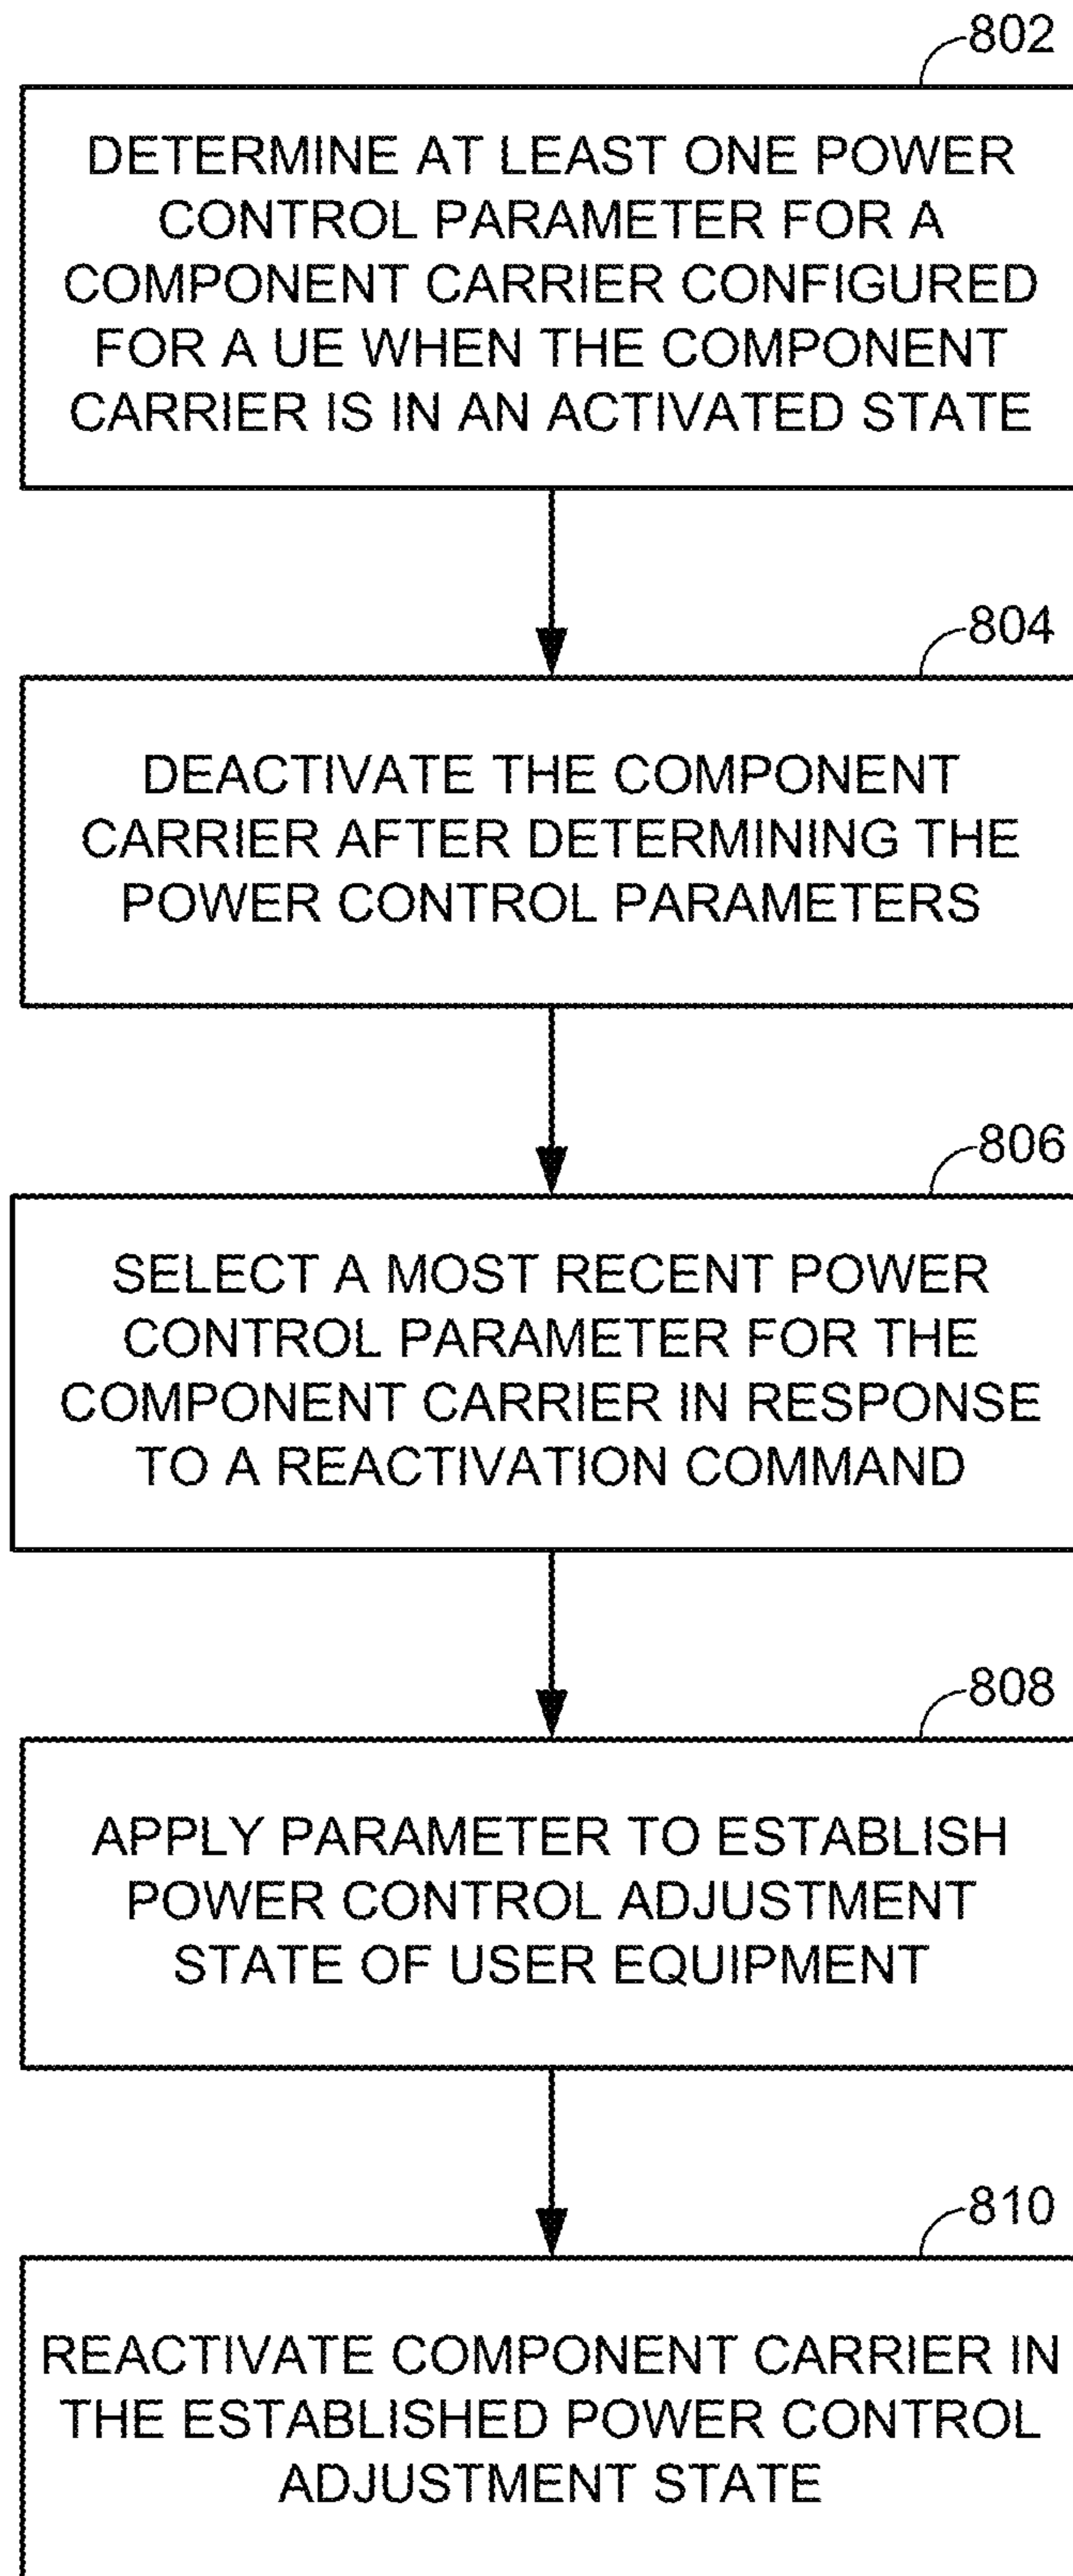 802
DETERMINE AT LEAST ONE POWER
CONTROL PARAMETER FOR A
COMPONENT CARRIER CONFIGURED
FOR A UE WHEN THE COMPONENT
CARRIER IS IN AN ACTIVATED STATE
804
DEACTIVATE THE COMPONENT
CARRIER AFTER DETERMINING THE
POWER CONTROL PARAMETERS
806
SELECT A MOST RECENT POWER
CONTROL PARAMETER FOR THE
COMPONENT CARRIER IN RESPONSE
TO A REACTIVATION COMMAND
808
APPLY PARAMETER TO ESTABLISH
POWER CONTROL ADJUSTMENT
STATE OF USER EQUIPMENT
810
REACTIVATE COMPONENT CARRIER IN
THE ESTABLISHED POWER CONTROL
ADJUSTMENT STATE